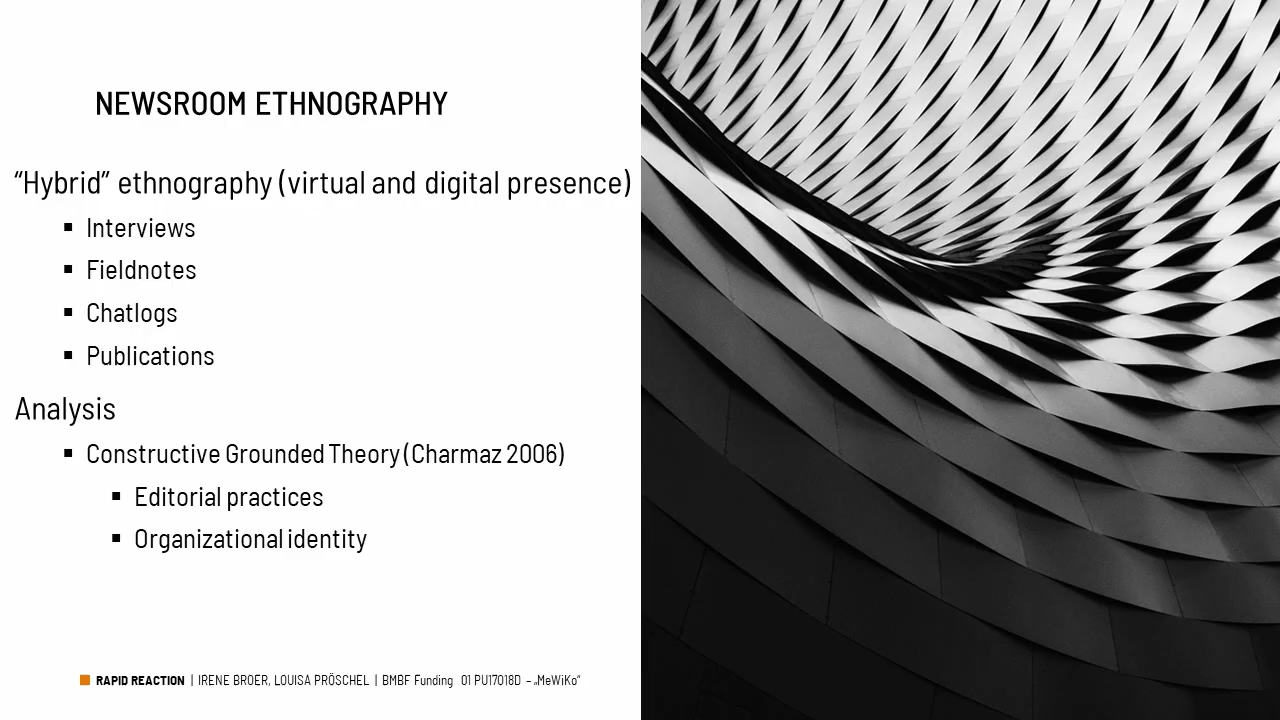 NEWSROOM ETHNOGRAPHY
“Hybrid” ethnography (virtual and digital presence)
▪ Interviews
▪ Fieldnotes
▪ Chatlogs
▪ Publications
Analysis
▪ Constructive Grounded Theory (Charmaz 2006)
▪ Editorial practices
▪ Organizational identity
RAPID REACTION | IRENE BROER, LOUISA PRÖSCHEL | BMBF Funding 01 PU17018D – „MeWiKo“